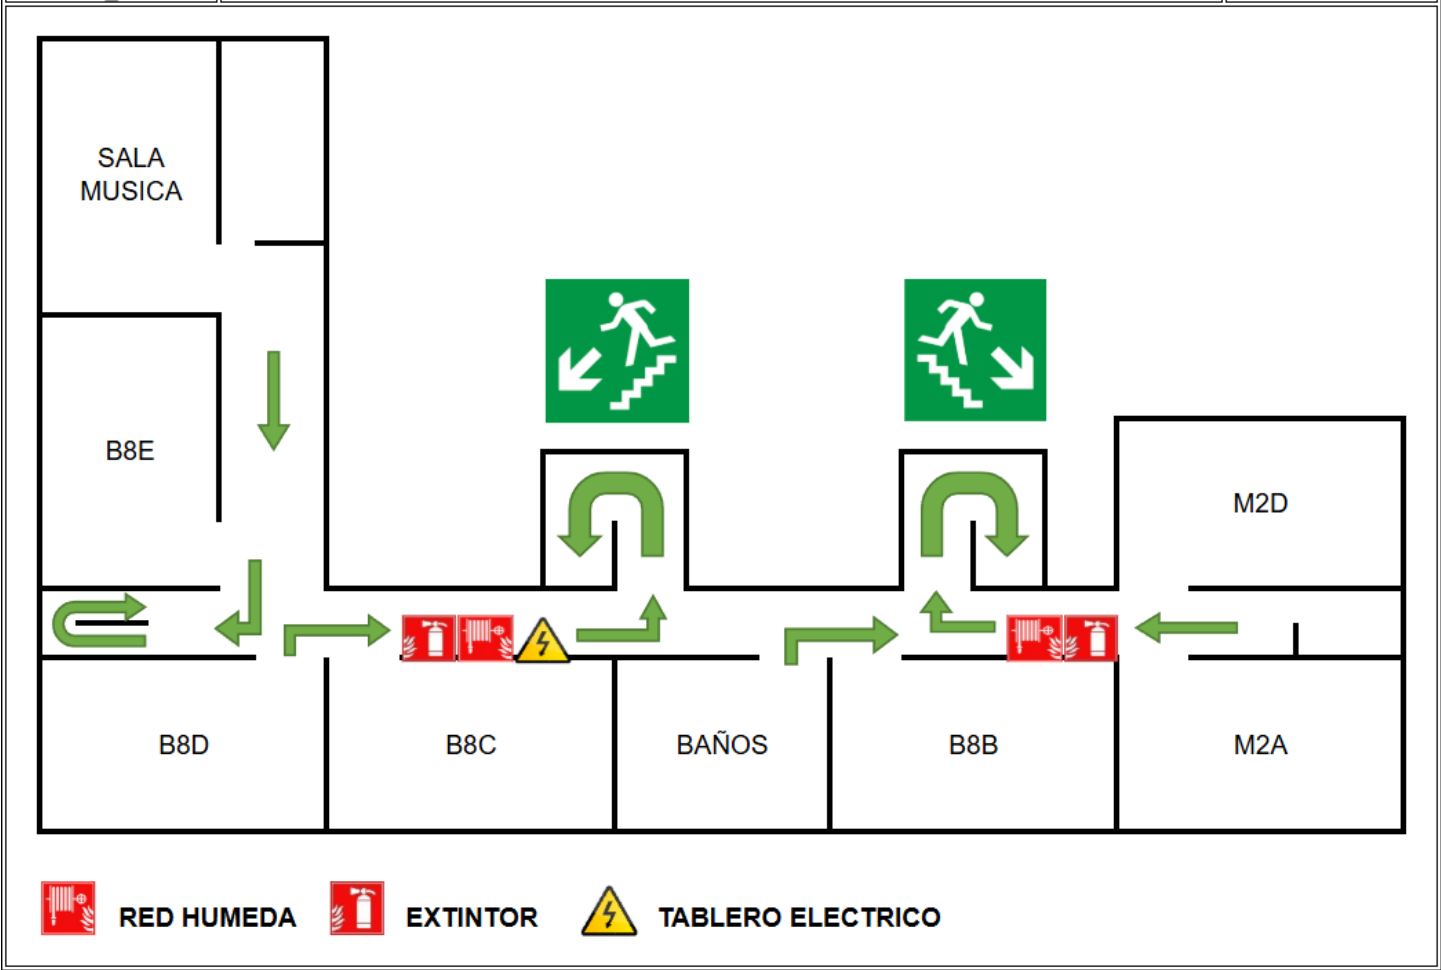 SALA
MUSICA
B8E
M2D
B8D
B8C
BAÑOS
B8B
M2A
RED HUMEDA
EXTINTOR
TABLERO ELECTRICO